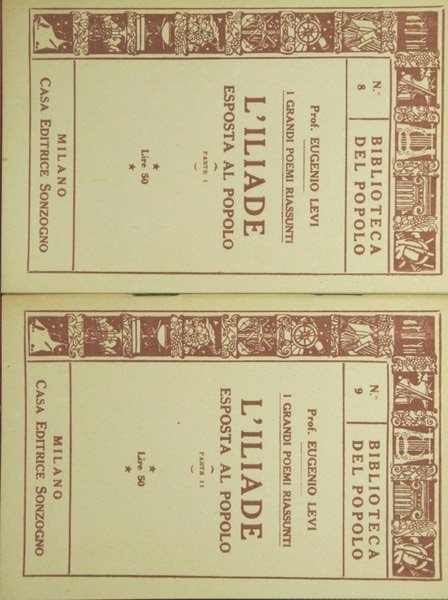 N.° 8
BIBLIOTECA
DEL POPOLO
Prof. EUGENIO LEVI
I GRANDI POEMI RIASSUNTI
L'ILIADE
ESPOSTA AL POPOLO
PARTE I
Lire 50
MILANO
CASA EDITRICE SONZOGNO
N.° 9
BIBLIOTECA
DEL POPOLO
Prof. EUGENIO LEVI
I GRANDI POEMI RIASSUNTI
L'ILIADE
ESPOSTA AL POPOLO
PARTE II
Lire 50
MILANO
CASA EDITRICE SONZOGNO